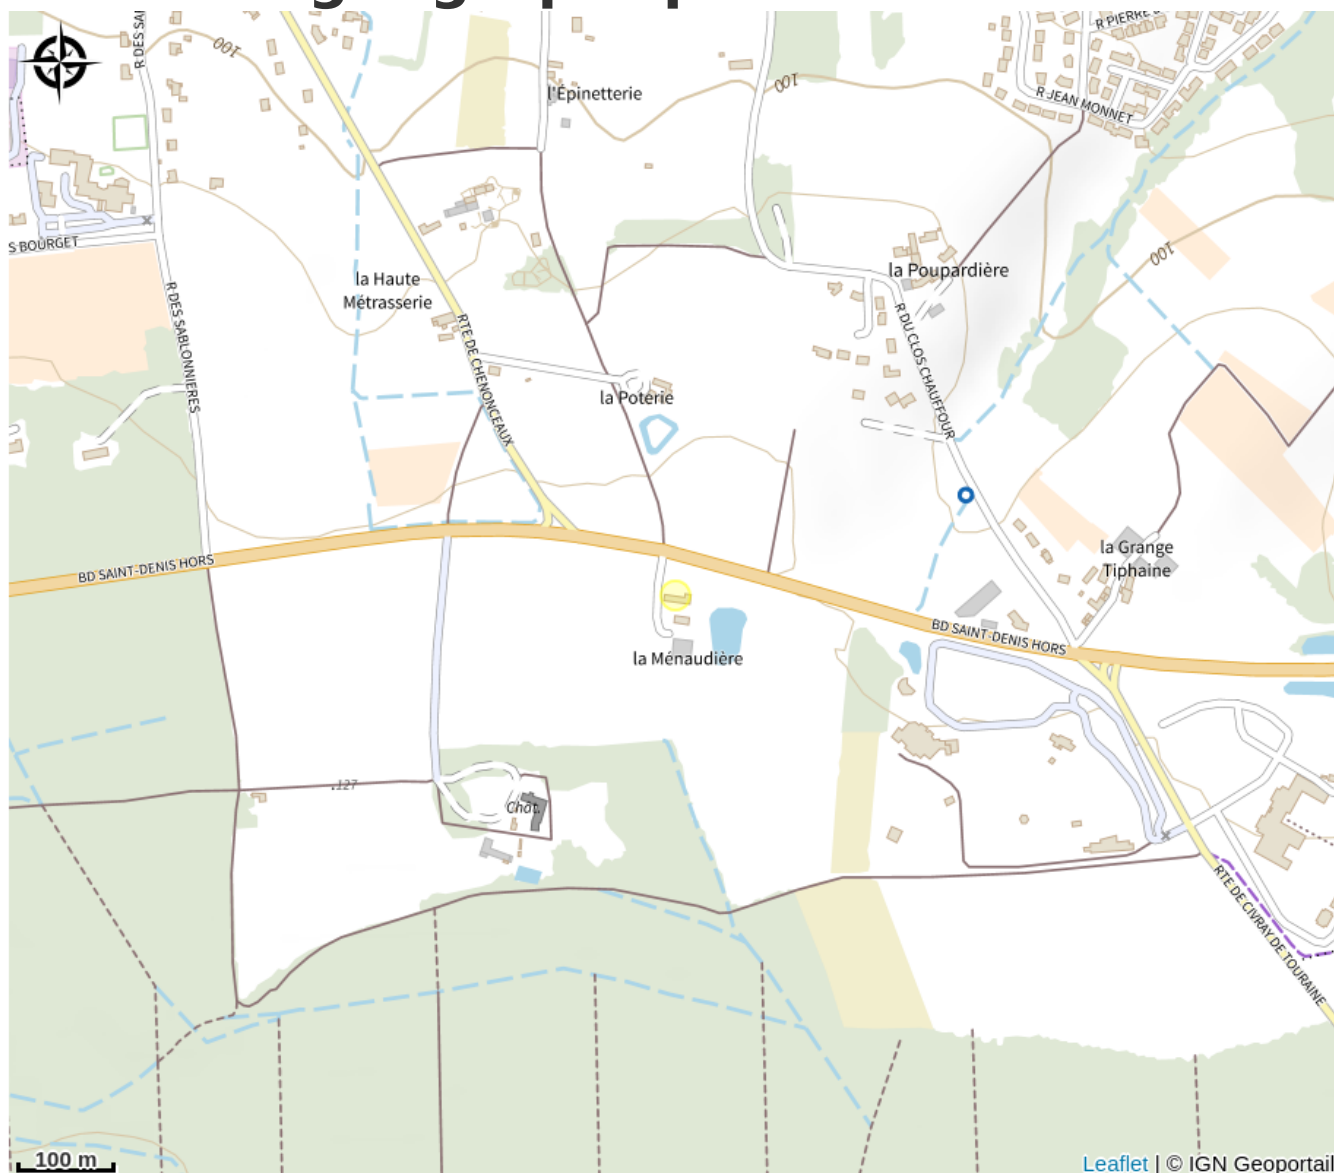 R DES SA
100
R PIERRE
l'Épinetterie
100
R JEAN MONNET
S BOURGET
la Haute
Métrasserie
la Poupardière
100
R DES SABLONNIERES
RTE DE CHENONCEAUX
R DU CLOS CHAUFFOUR
la Poterie
la Grange
Tiphaine
BD SAINT-DENIS HORS
BD SAINT-DENIS HORS
la Ménaudière
.127
Chât.
RTE DE CIVRAY DE TOURAINE
100 m
Leaflet | © IGN Geoportail